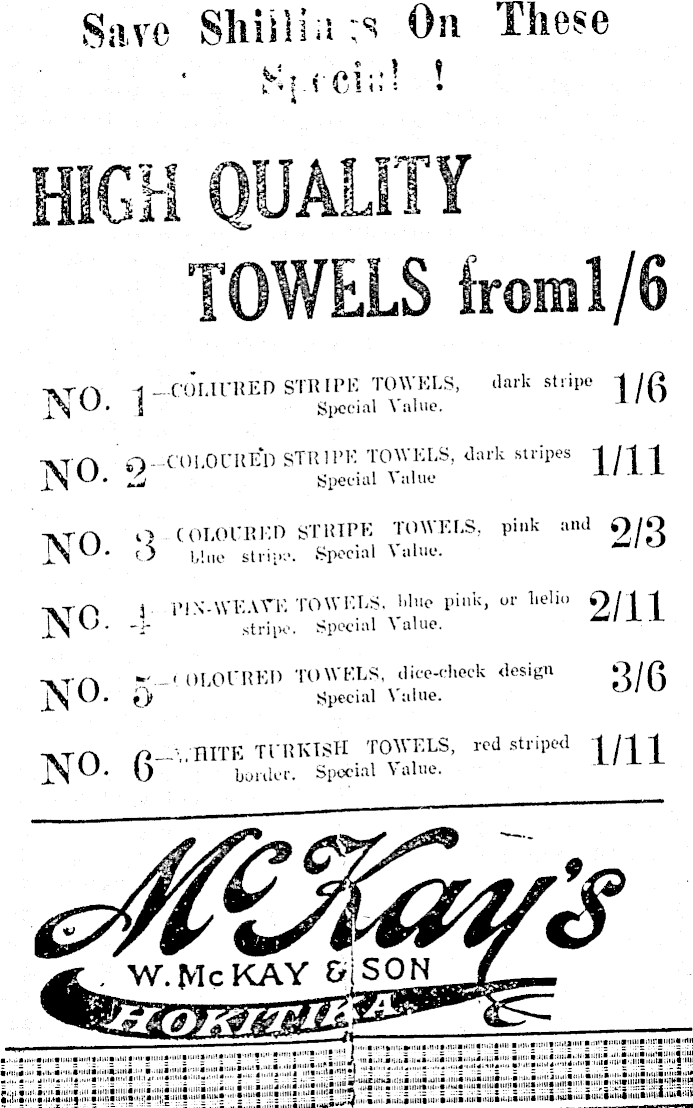 Save Shillings On These
Special !
HIGH QUALITY
TOWELS from 1/6
NO. 1—COLIURED STRIPE TOWELS, dark stripe 1/6
Special Value.
NO. 2—COLOURED STRIPE TOWELS, dark stripes 1/11
Special Value
NO. 3 COLOURED STRIPE TOWELS, pink and 2/3
blue stripe. Special Value.
NO. 4 PIN-WEAVE TOWELS, blue pink, or helio 2/11
stripe. Special Value.
NO. 5—COLOURED TOWELS, dice-check design 3/6
Special Value.
NO. 6—WHITE TURKISH TOWELS, red striped 1/11
border. Special Value.
McKay's
W. McKAY & SON
HOKITIKA